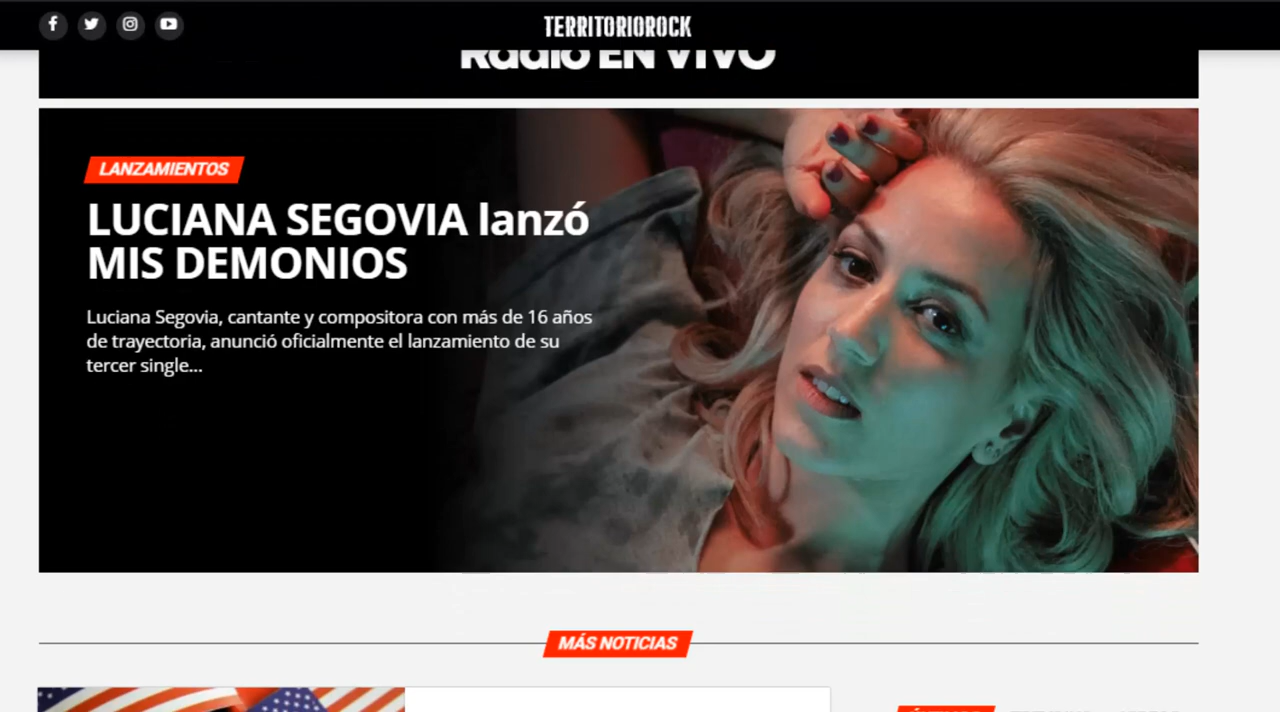 TERRITORIOROCK
Radio EN VIVO
LANZAMIENTOS
LUCIANA SEGOVIA lanzó
MIS DEMONIOS
Luciana Segovia, cantante y compositora con más de 16 años
de trayectoria, anunció oficialmente el lanzamiento de su
tercer single...
MÁS NOTICIAS